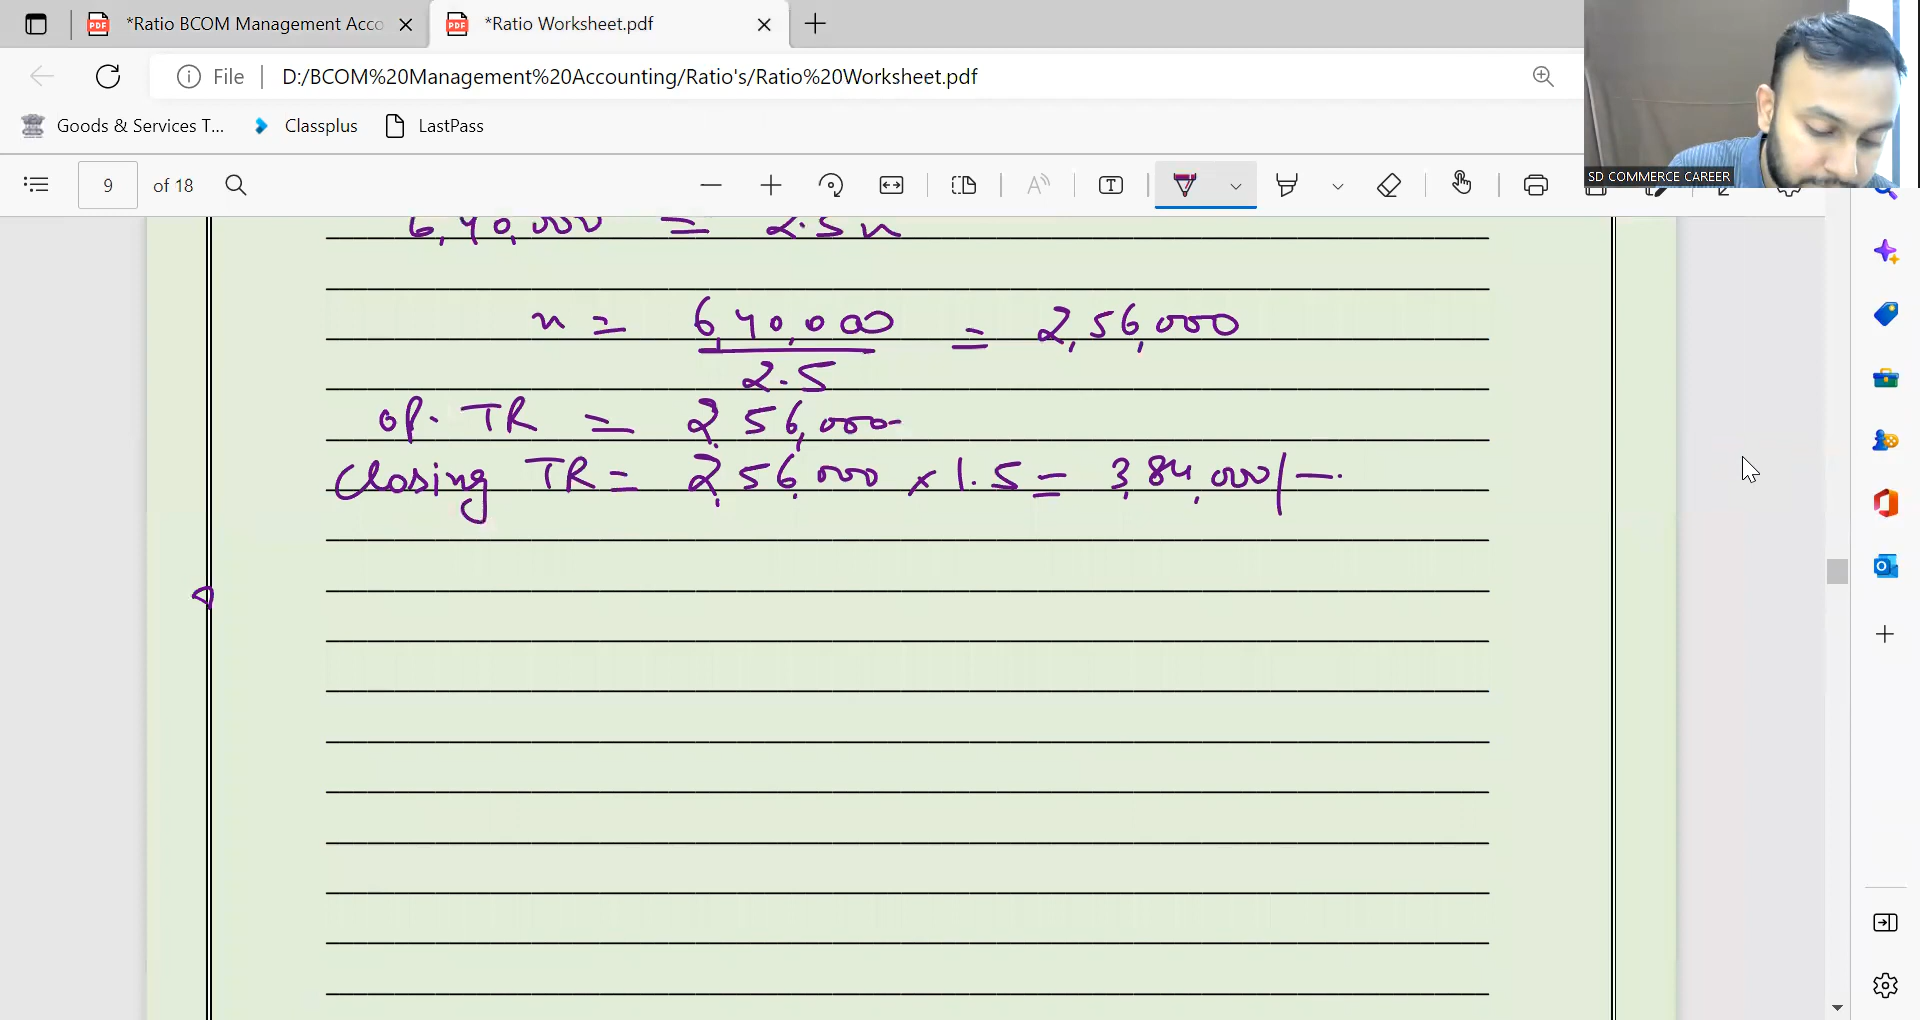 *Ratio BCOM Management Acco
*Ratio Worksheet.pdf
File
D:/BCOM%20Management%20Accounting/Ratio's/Ratio%20Worksheet.pdf
Goods & Services T...
Classplus
LastPass
9 of 18
SD COMMERCE CAREER
6,40,000 = 2.5 x
x = 6,40,000 / 2.5 = 2,56,000
OP. TR = 2,56,000
Closing TR = 2,56,000 × 1.5 = 3,84,000/-